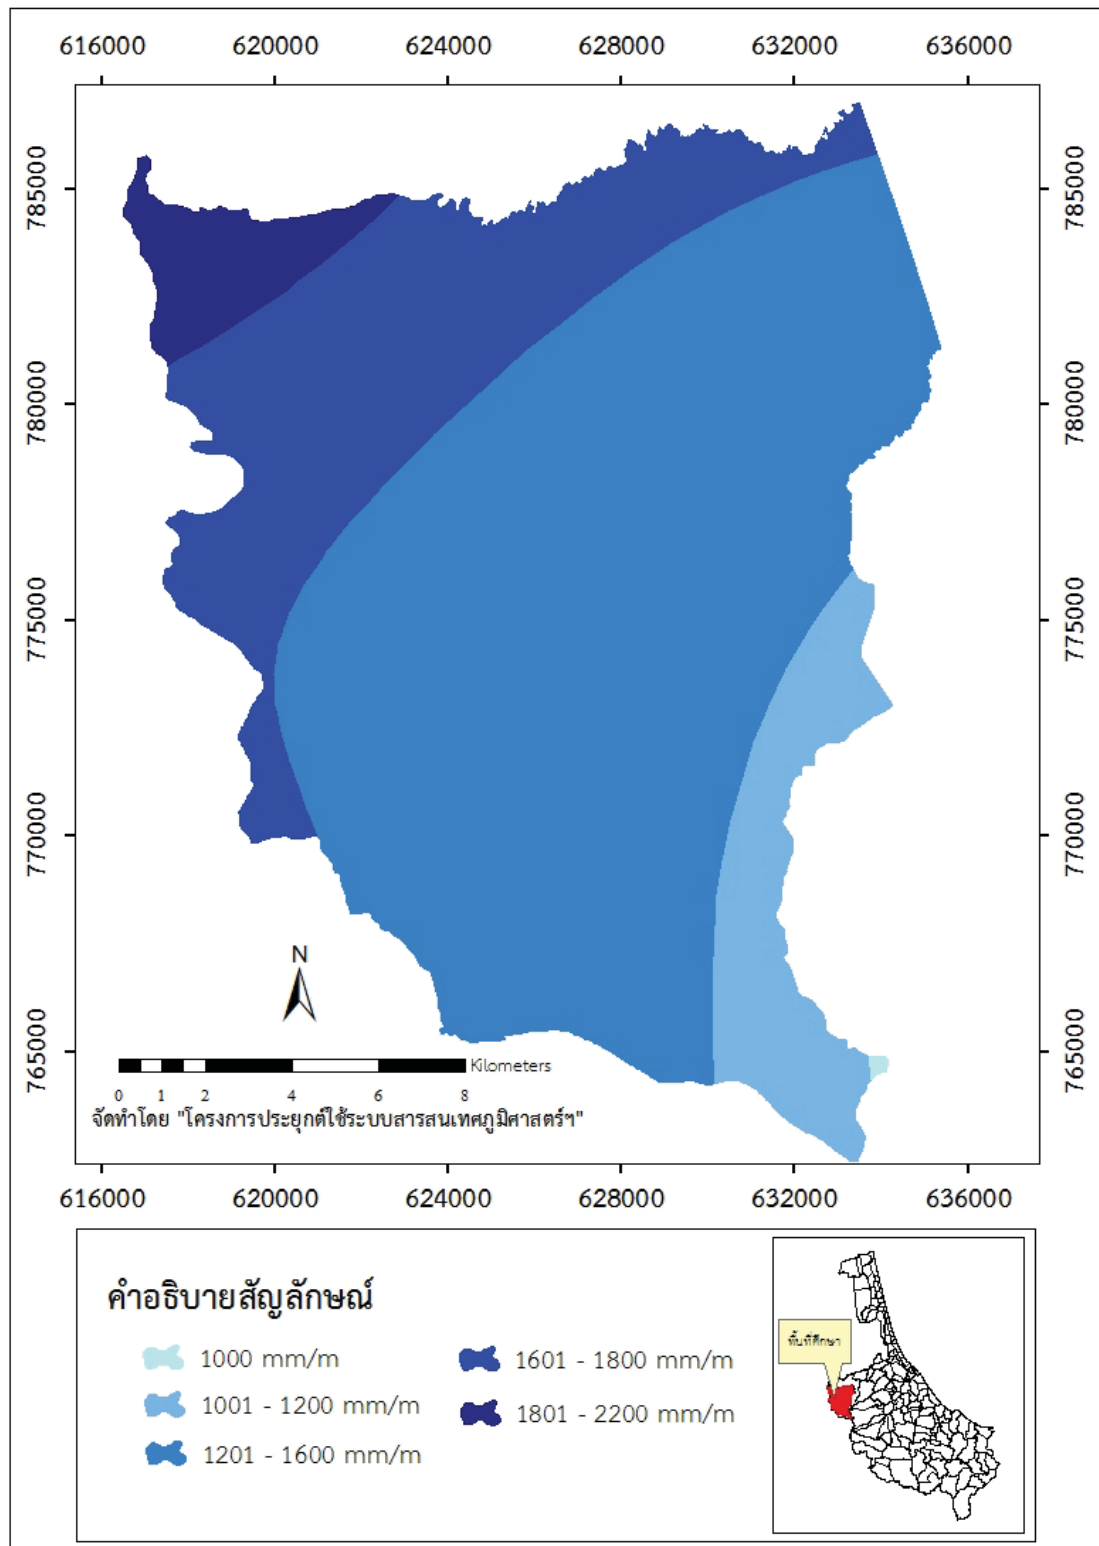 616000 620000 624000 628000 632000 636000
785000 785000
780000 780000
775000 775000
770000 770000
765000 765000
N
Kilometers
0 1 2 4 6 8
จัดทำโดย "โครงการประยุกต์ใช้ระบบสารสนเทศภูมิศาสตร์ฯ"
616000 620000 624000 628000 632000 636000
คำอธิบายสัญลักษณ์
1000 mm/m
1001 - 1200 mm/m
1201 - 1600 mm/m
1601 - 1800 mm/m
1801 - 2200 mm/m
พื้นที่ศึกษา